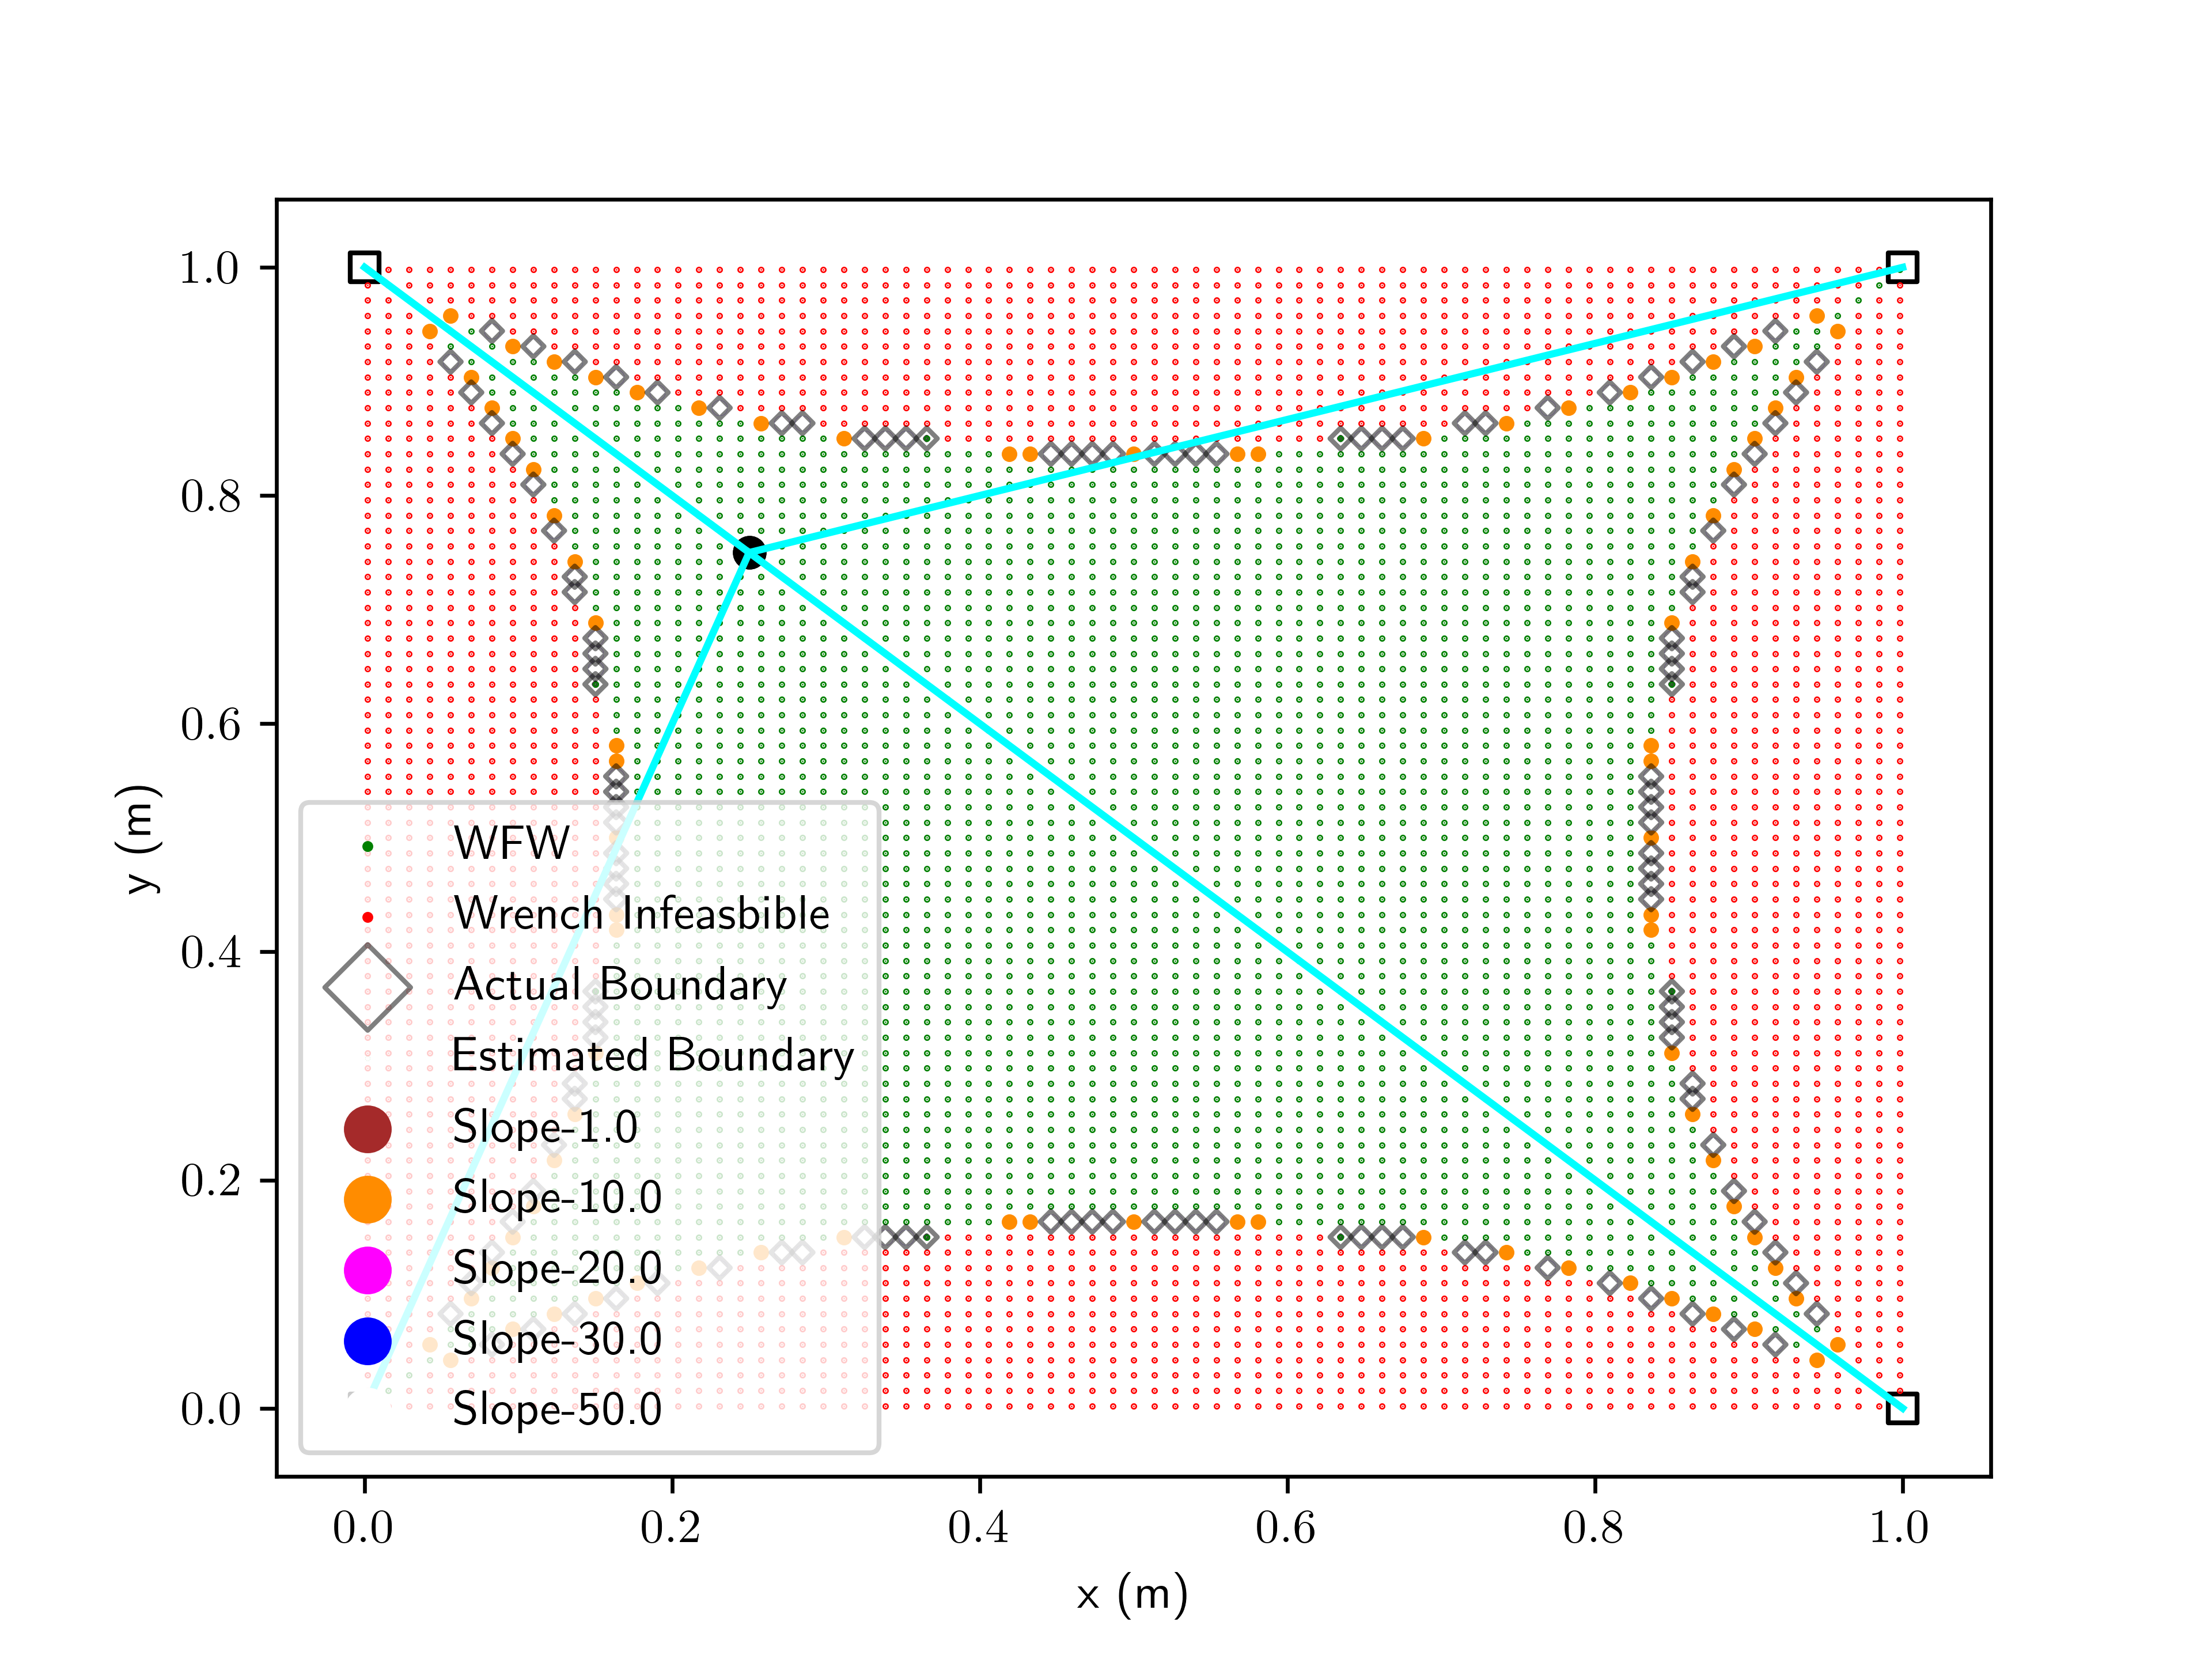 1.0
0.8
0.6
0.4
0.2
0.0
y (m)
WFW
Wrench Infeasbible
Actual Boundary
Estimated Boundary
Slope-1.0
Slope-10.0
Slope-20.0
Slope-30.0
Slope-50.0
0.0 0.2 0.4 0.6 0.8 1.0
x (m)